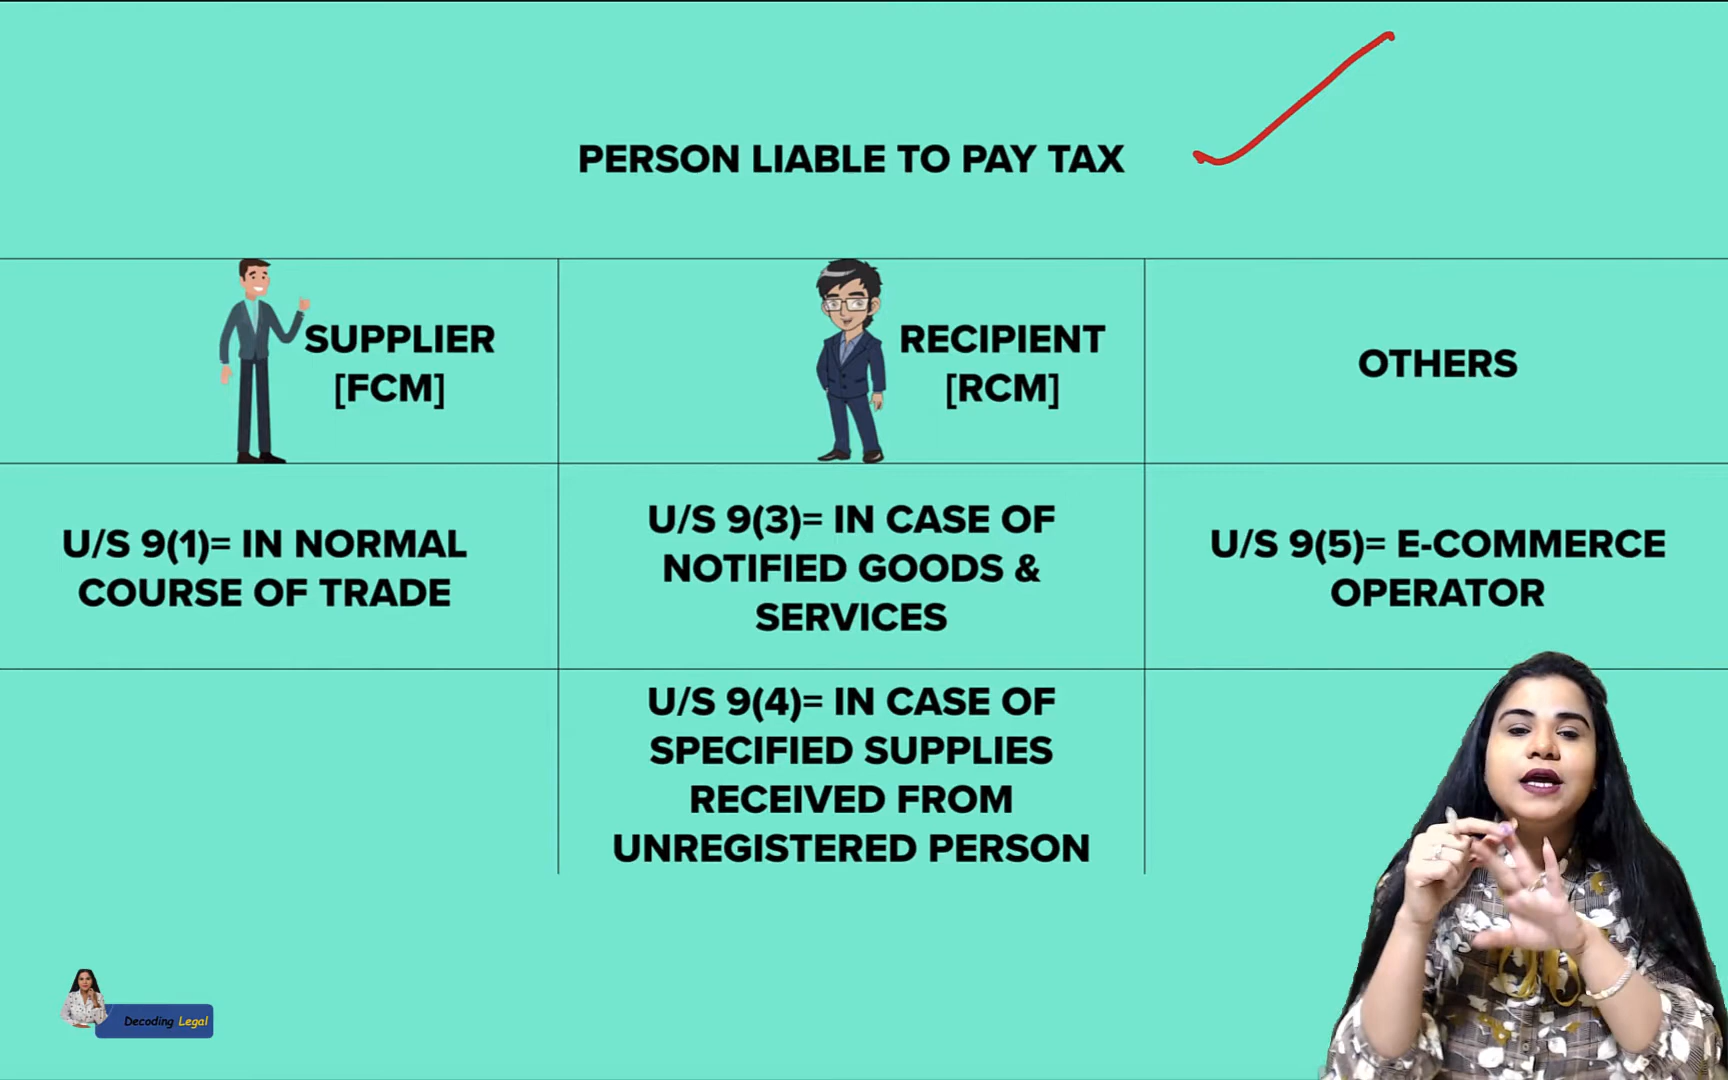 PERSON LIABLE TO PAY TAX
SUPPLIER
[FCM]
RECIPIENT
[RCM]
OTHERS
U/S 9(1)= IN NORMAL
COURSE OF TRADE
U/S 9(3)= IN CASE OF
NOTIFIED GOODS &
SERVICES
U/S 9(5)= E-COMMERCE
OPERATOR
U/S 9(4)= IN CASE OF
SPECIFIED SUPPLIES
RECEIVED FROM
UNREGISTERED PERSON
Decoding Legal